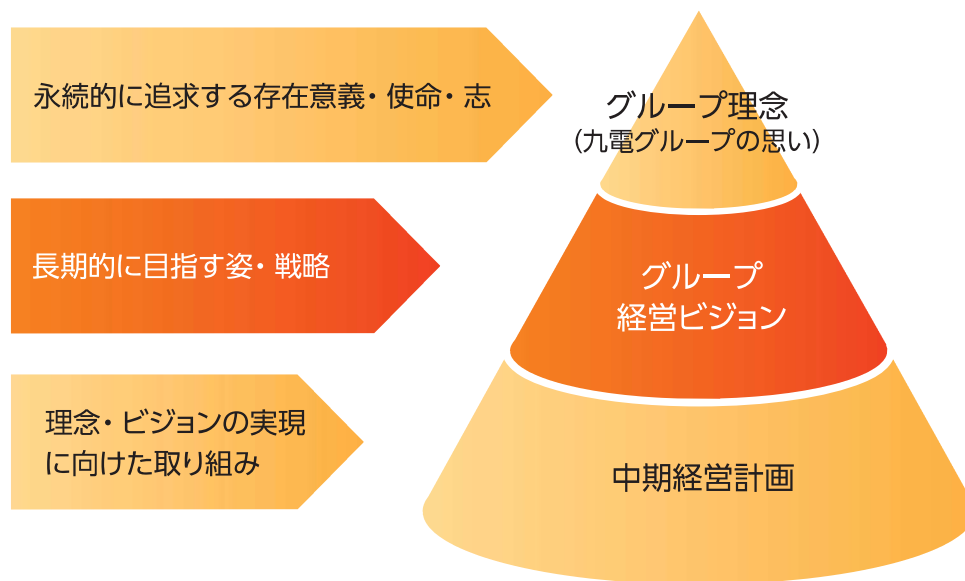 永続的に追求する存在意義・使命・志
グループ理念
(九電グループの思い)
長期的に目指す姿・戦略
グループ
経営ビジョン
理念・ビジョンの実現
に向けた取り組み
中期経営計画